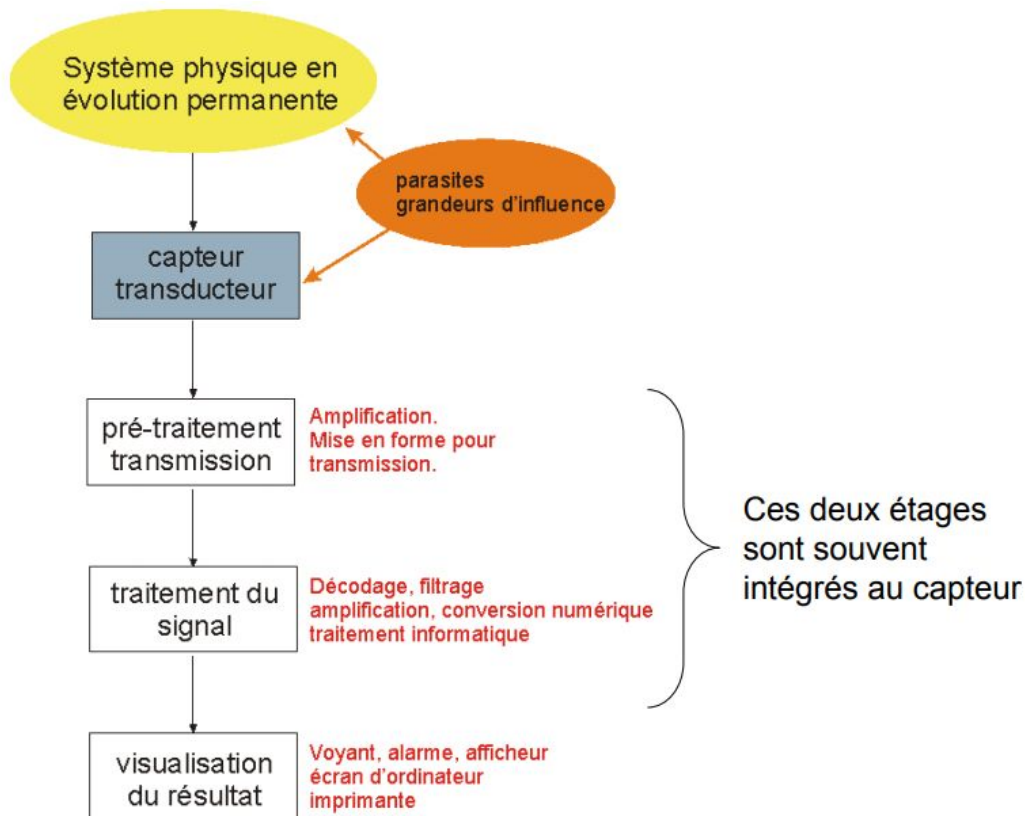 Système physique en
évolution permanente
parasites
grandeurs d'influence
capteur
transducteur
pré-traitement
transmission
Amplification.
Mise en forme pour
transmission.
Ces deux étages
sont souvent
intégrés au capteur
traitement du
signal
Décodage, filtrage
amplification, conversion numérique
traitement informatique
visualisation
du résultat
Voyant, alarme, afficheur
écran d'ordinateur
imprimante